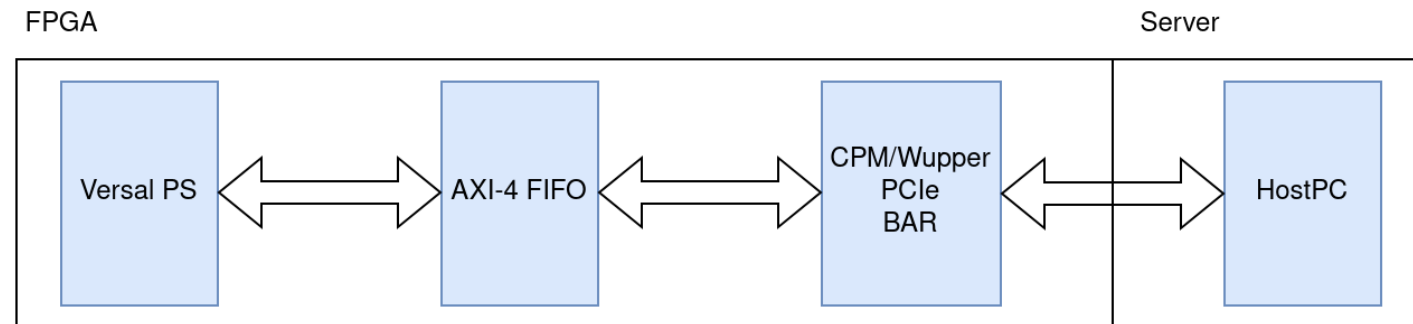 FPGA
Server
Versal PS
AXI-4 FIFO
CPM/Wupper
PCIe
BAR
HostPC